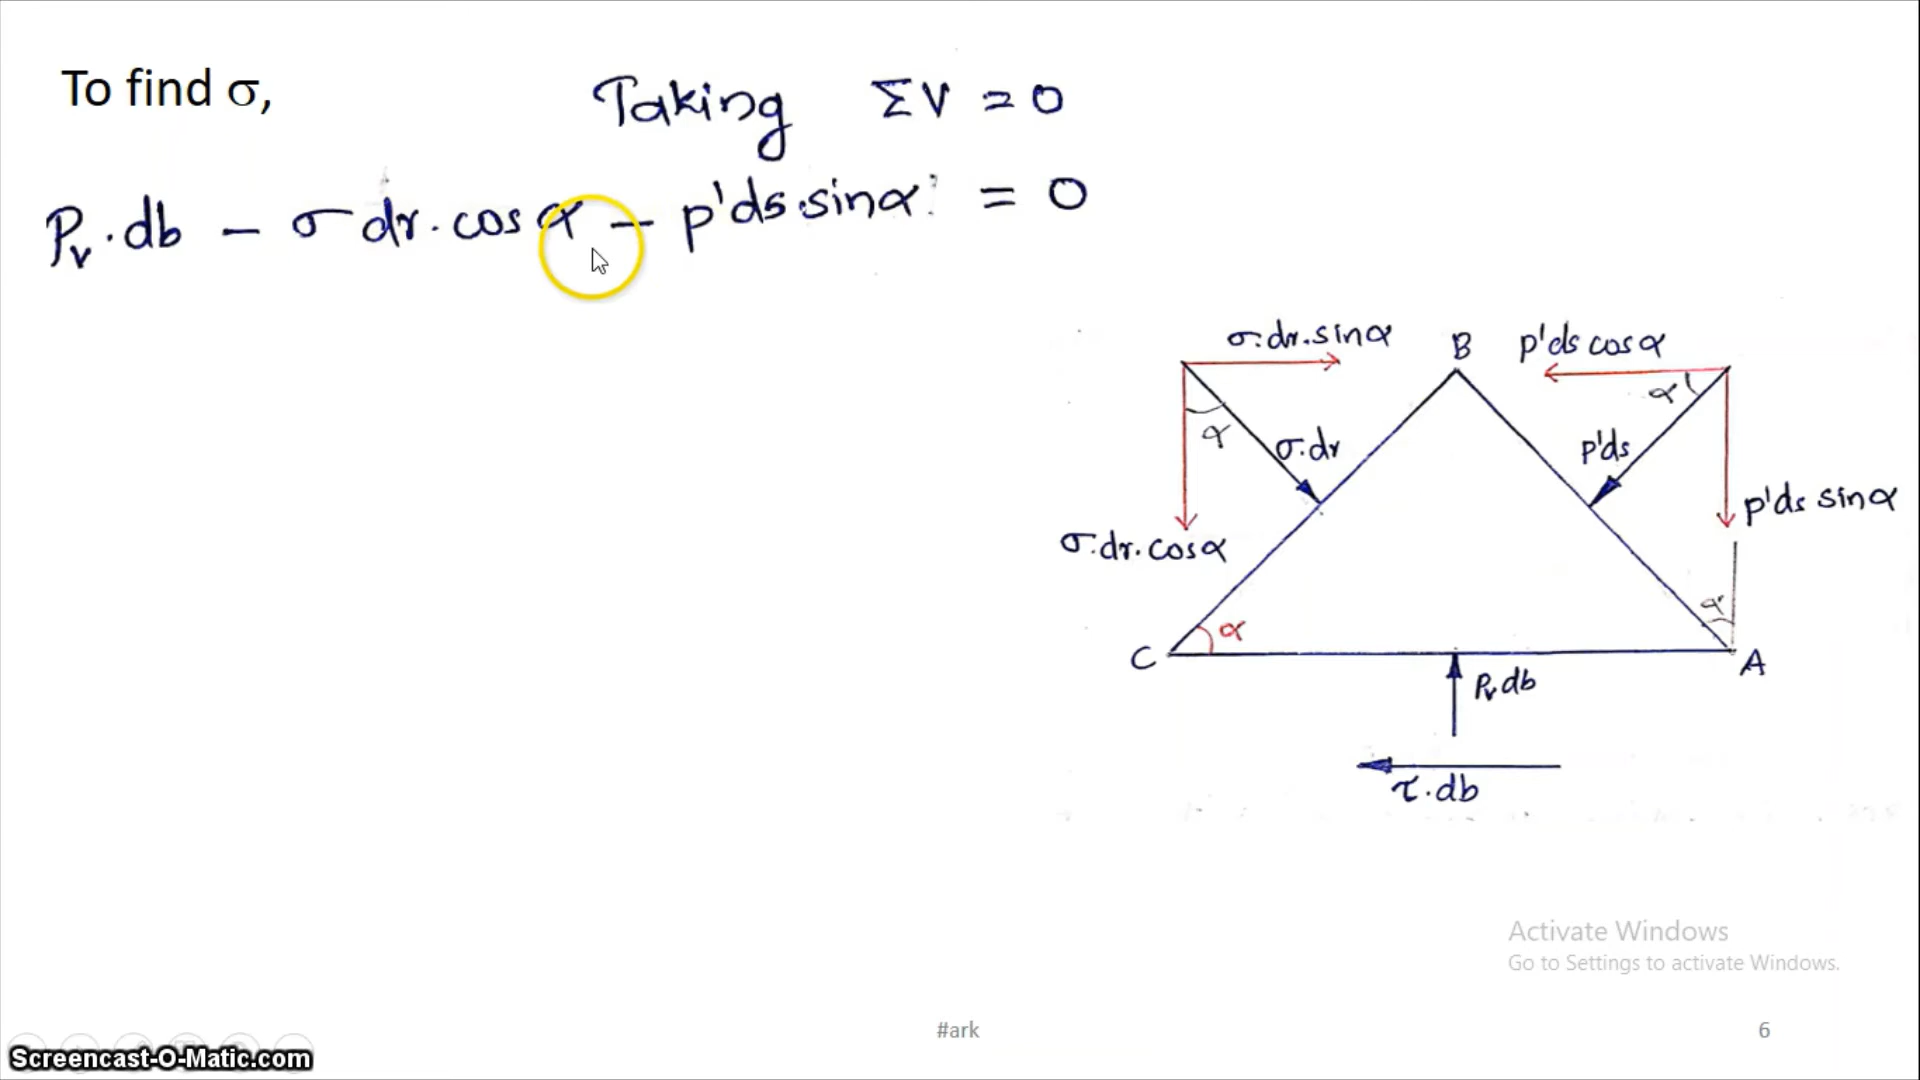 To find σ,
Taking ΣV = 0
Pv.db - σ dr.cosα - p'ds.sinα = 0
σ.dr.sinα
B
p'ds cosα
α
α
σ.dr
p'ds
p'ds sinα
σ.dr.cosα
α
α
C
A
Pv db
τ.db
Activate Windows
Go to Settings to activate Windows.
#ark
6
Screencast-O-Matic.com